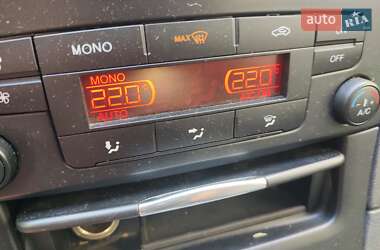 auto RIA
MONO
MAX
OFF
MONO
22.0° 22.0°
AUTO
A/C